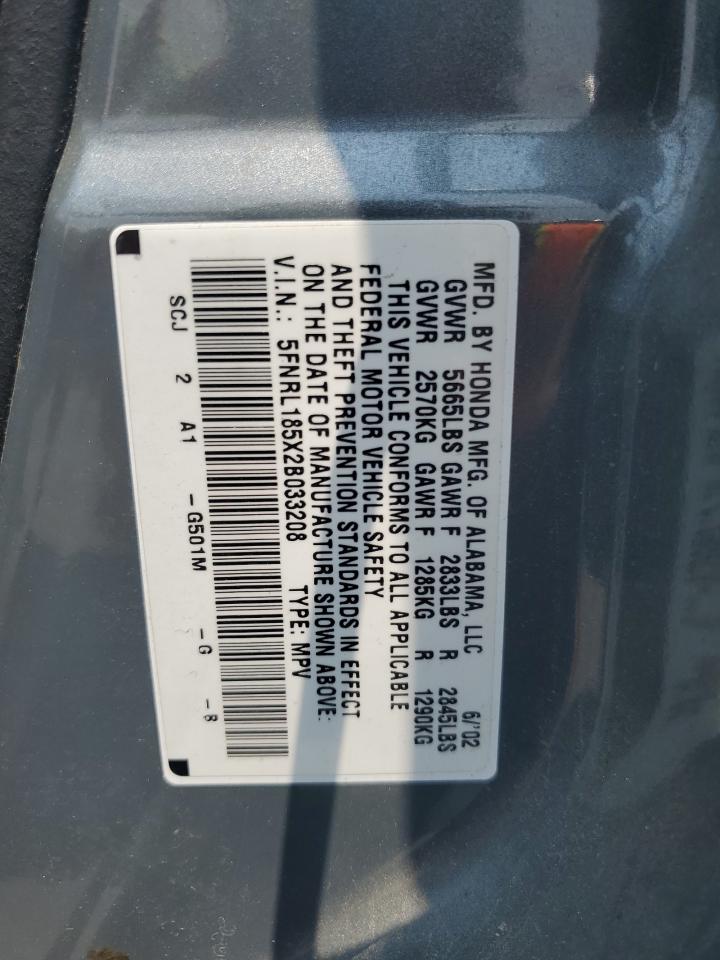 MFD. BY HONDA MFG. OF ALABAMA, LLC 6/'02
GVWR 5665LBS GAWR F 2833LBS R 2845LBS
GVWR 2570KG GAWR F 1285KG R 1290KG
THIS VEHICLE CONFORMS TO ALL APPLICABLE
FEDERAL MOTOR VEHICLE SAFETY
AND THEFT PREVENTION STANDARDS IN EFFECT
ON THE DATE OF MANUFACTURE SHOWN ABOVE.
V.I.N.: 5FNRL185X2B033208 TYPE: MPV
SCJ 2 A1 -G501M -G -B